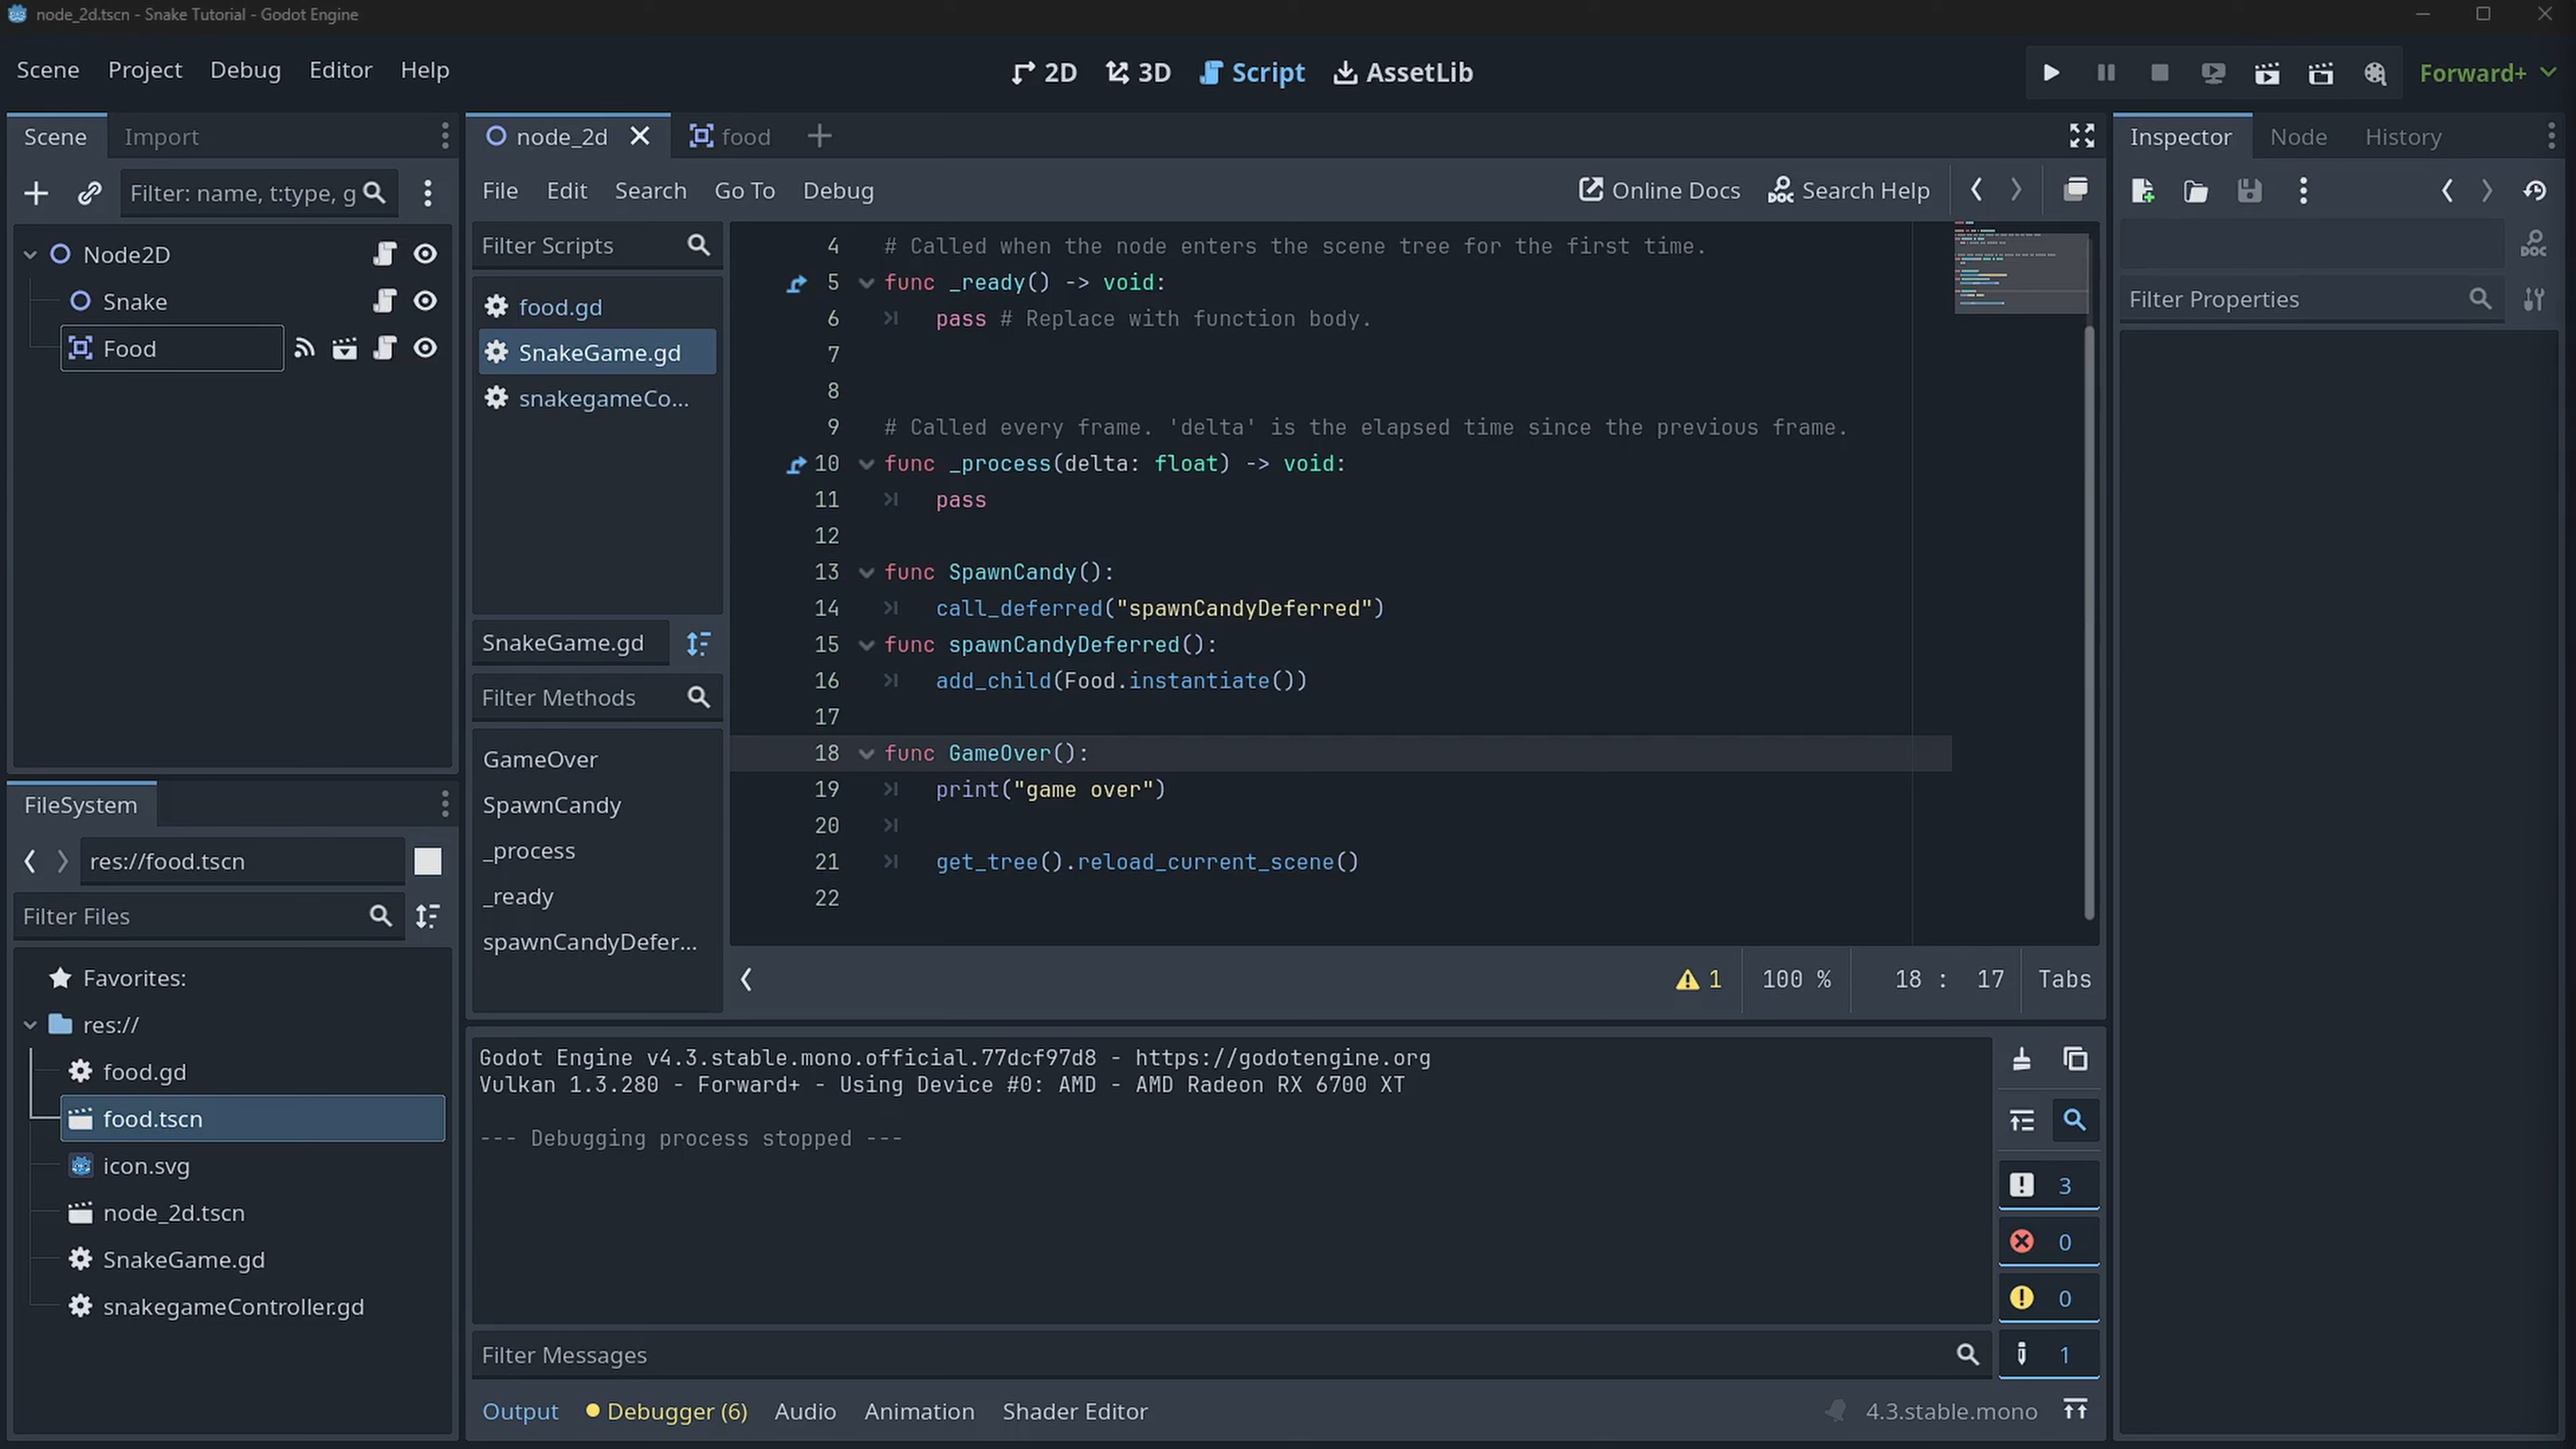 node_2d.tscn - Snake Tutorial - Godot Engine
Scene Project Debug Editor Help
2D 3D Script AssetLib
Forward+
Scene Import
Filter: name, t:type, g
Node2D
Snake
Food
FileSystem
res://food.tscn
Filter Files
Favorites:
res://
food.gd
food.tscn
icon.svg
node_2d.tscn
SnakeGame.gd
snakegameController.gd
node_2d food
File Edit Search Go To Debug
Online Docs Search Help
Filter Scripts
food.gd
SnakeGame.gd
snakegameCo...
SnakeGame.gd
Filter Methods
GameOver
SpawnCandy
_process
_ready
spawnCandyDefer...
4 # Called when the node enters the scene tree for the first time.
5 func _ready() -> void:
6 pass # Replace with function body.
7
8
9 # Called every frame. 'delta' is the elapsed time since the previous frame.
10 func _process(delta: float) -> void:
11 pass
12
13 func SpawnCandy():
14 call_deferred("spawnCandyDeferred")
15 func spawnCandyDeferred():
16 add_child(Food.instantiate())
17
18 func GameOver():
19 print("game over")
20
21 get_tree().reload_current_scene()
22
1 100 % 18 : 17 Tabs
Godot Engine v4.3.stable.mono.official.77dcf97d8 - https://godotengine.org
Vulkan 1.3.280 - Forward+ - Using Device #0: AMD - AMD Radeon RX 6700 XT
--- Debugging process stopped ---
3
0
0
1
Filter Messages
Output Debugger (6) Audio Animation Shader Editor
4.3.stable.mono
Inspector Node History
DOC
Filter Properties